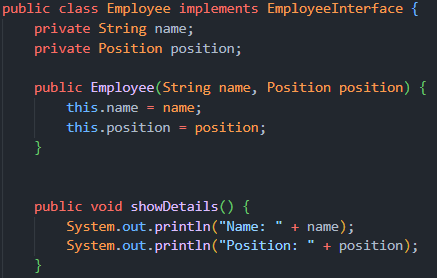 public class Employee implements EmployeeInterface {
    private String name;
    private Position position;

    public Employee(String name, Position position) {
        this.name = name;
        this.position = position;
    }


    public void showDetails() {
        System.out.println("Name: " + name);
        System.out.println("Position: " + position);
    }